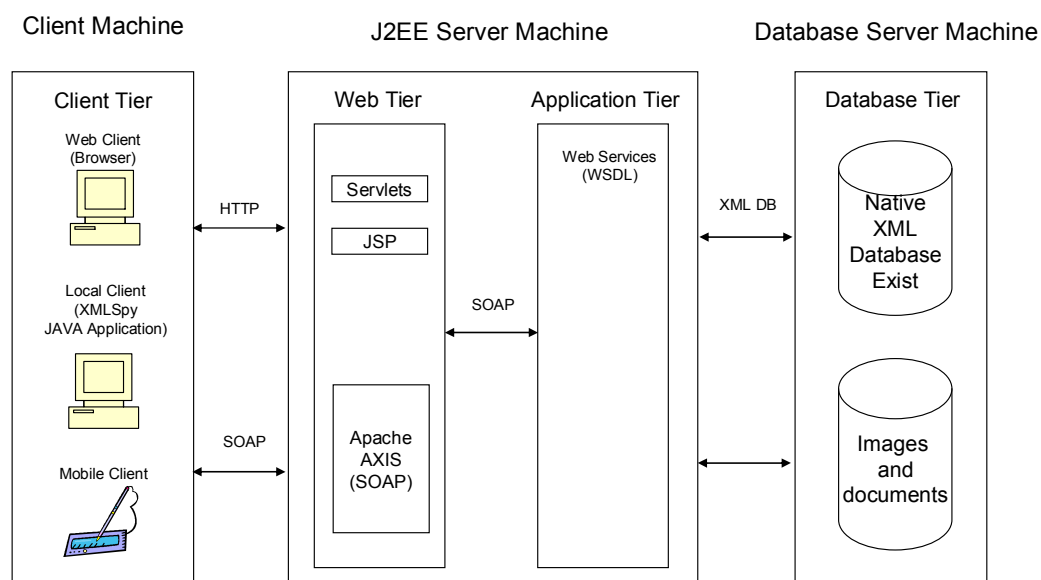 Client Machine
J2EE Server Machine
Database Server Machine
Client Tier
Web Client
(Browser)
Local Client
(XMLSpy
JAVA Application)
Mobile Client
HTTP
SOAP
Web Tier
Servlets
JSP
Apache
AXIS
(SOAP)
SOAP
Application Tier
Web Services
(WSDL)
XML DB
Database Tier
Native
XML
Database
Exist
Images
and
documents